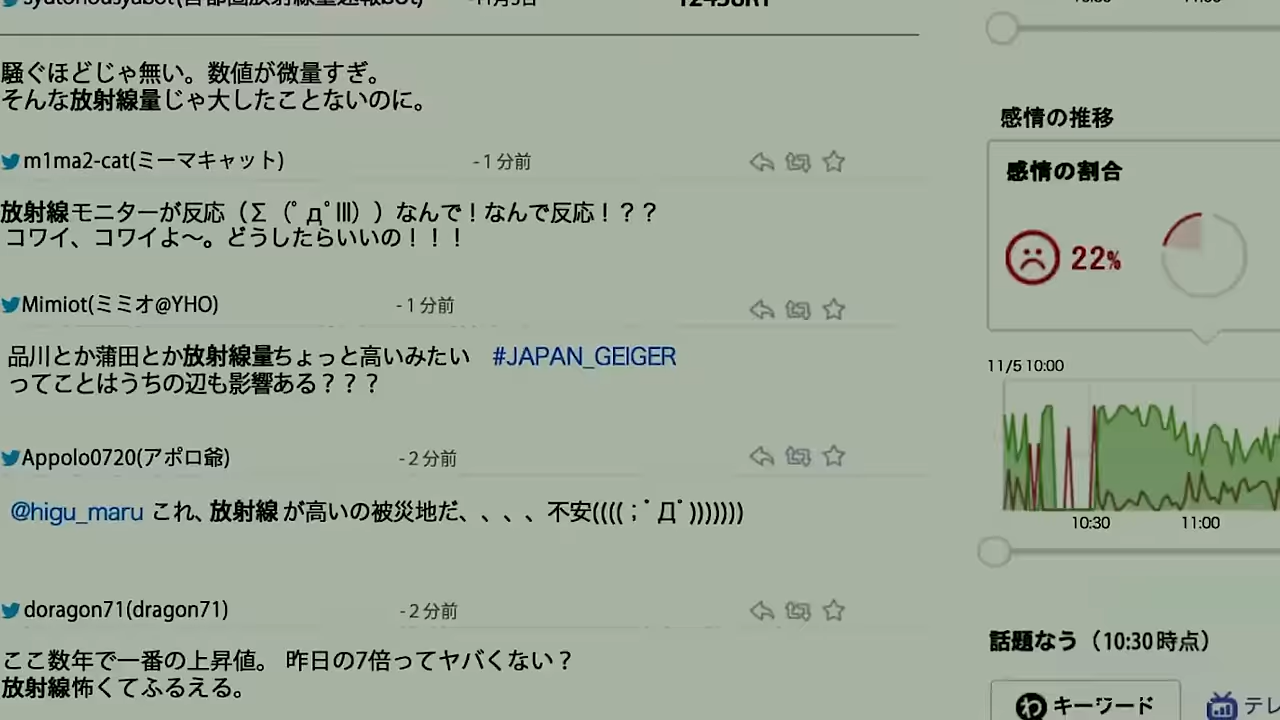 騒ぐほどじゃ無い。数値が微量すぎ。
そんな放射線量じゃ大したことないのに。
m1ma2-cat(ミーマキャット) - 1 分前
放射線モニターが反応（Σ（ﾟдﾟlll））なんで！なんで反応！？？
コワイ、コワイよ〜。どうしたらいいの！！！
Mimiot(ミミオ@YHO) - 1 分前
品川とか蒲田とか放射線量ちょっと高いみたい #JAPAN_GEIGER
ってことはうちの辺も影響ある？？？
Appolo0720(アポロ爺) - 2 分前
@higu_maru これ、放射線が高いの被災地だ、、、、不安((((；ﾟДﾟ)))))))
doragon71(dragon71) - 2 分前
ここ数年で一番の上昇値。 昨日の7倍ってヤバくない？
放射線怖くてふるえる。
感情の推移
感情の割合
22%
11/5 10:00
10:30 11:00
話題なう（10:30 時点）
キーワード